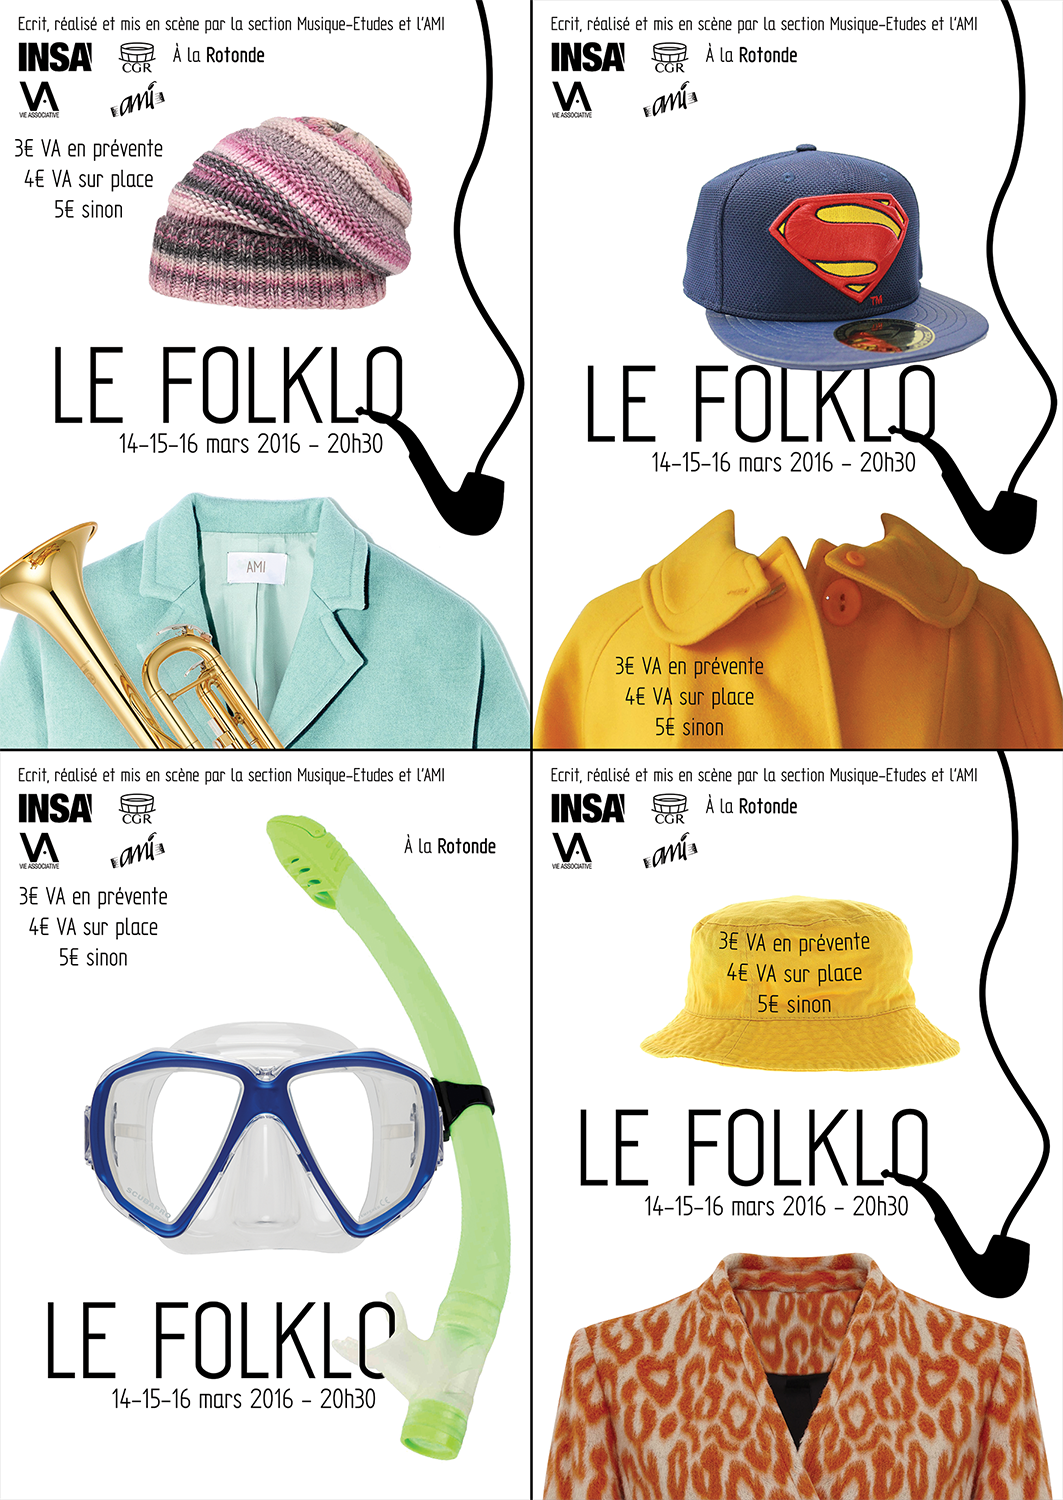 Ecrit, réalisé et mis en scène par la section Musique-Etudes et l'AMI
INSA
CGR
À la Rotonde
VA
VIE ASSOCIATIVE
ami
3€ VA en prévente
4€ VA sur place
5€ sinon
LE FOLKLO
14-15-16 mars 2016 - 20h30
AMI
Ecrit, réalisé et mis en scène par la section Musique-Etudes et l'AMI
INSA
CGR
À la Rotonde
VA
VIE ASSOCIATIVE
ami
TM
LE FOLKLO
14-15-16 mars 2016 - 20h30
3€ VA en prévente
4€ VA sur place
5€ sinon
Ecrit, réalisé et mis en scène par la section Musique-Etudes et l'AMI
INSA
CGR
À la Rotonde
VA
VIE ASSOCIATIVE
ami
3€ VA en prévente
4€ VA sur place
5€ sinon
SCUBAPRO
LE FOLKLO
14-15-16 mars 2016 - 20h30
Ecrit, réalisé et mis en scène par la section Musique-Etudes et l'AMI
INSA
CGR
À la Rotonde
VA
VIE ASSOCIATIVE
ami
3€ VA en prévente
4€ VA sur place
5€ sinon
LE FOLKLO
14-15-16 mars 2016 - 20h30